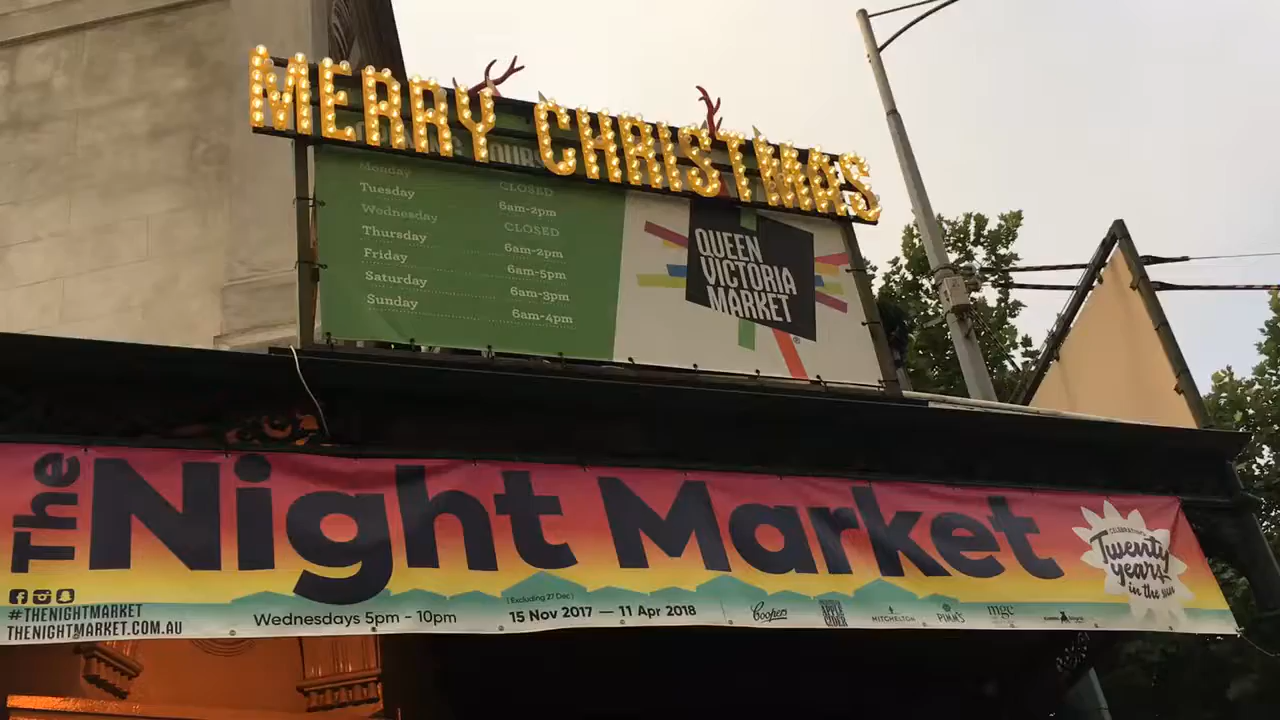 MERRY CHRISTMAS
Monday CLOSED
Tuesday 6am-2pm
Wednesday CLOSED
Thursday 6am-2pm
Friday 6am-5pm
Saturday 6am-3pm
Sunday 6am-4pm
QUEEN
VICTORIA
MARKET
The Night Market
CELEBRATING
Twenty
years
in the sun
#THENIGHTMARKET
THENIGHTMARKET.COM.AU
Wednesdays 5pm - 10pm
(Excluding 27 Dec)
15 Nov 2017 — 11 Apr 2018
Coopers
MITCHELTON
PIMM'S
mgc